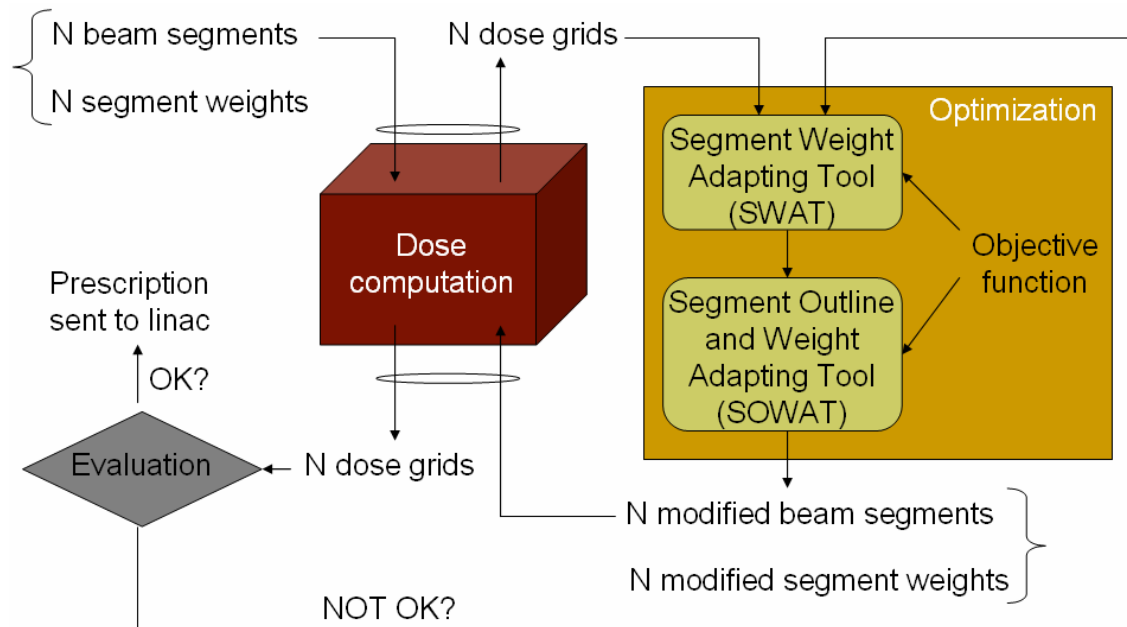 N beam segments
N segment weights
N dose grids
Optimization
Segment Weight
Adapting Tool
(SWAT)
Dose
computation
Objective
function
Prescription
sent to linac
Segment Outline
and Weight
Adapting Tool
(SOWAT)
OK?
Evaluation
N dose grids
N modified beam segments
N modified segment weights
NOT OK?